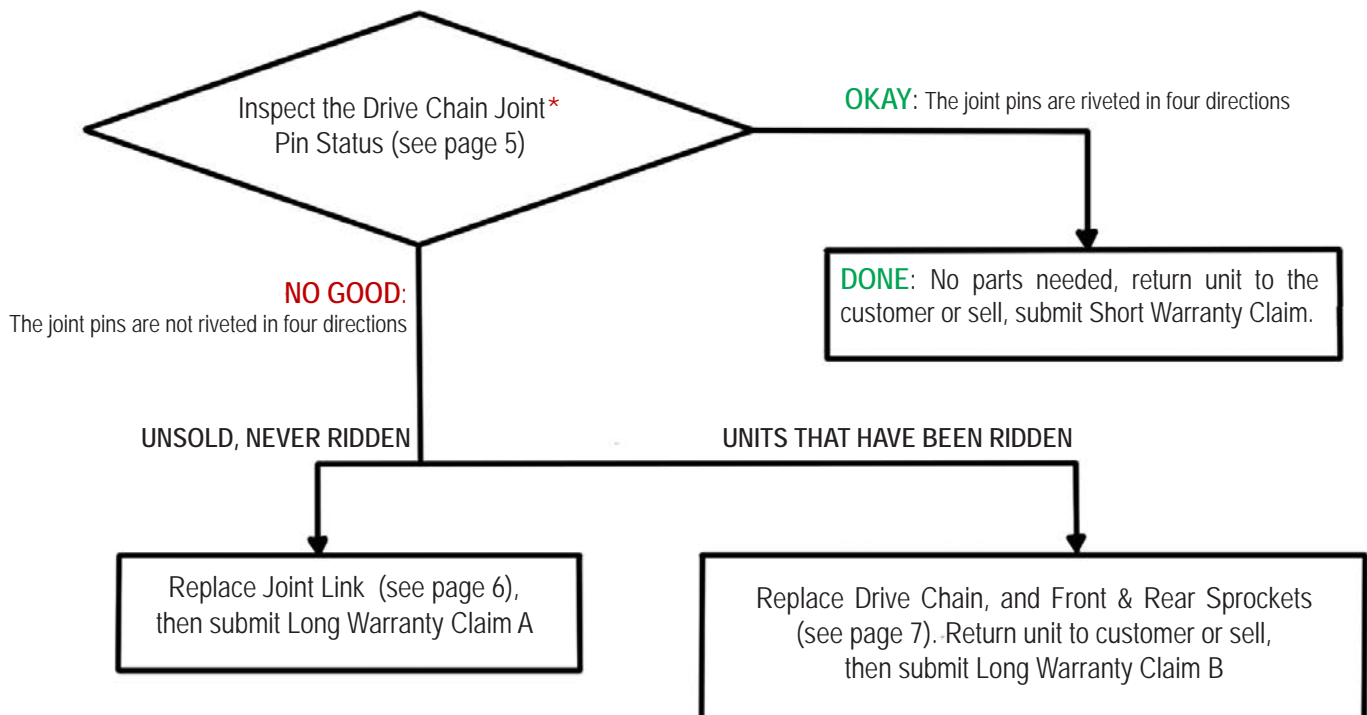 Inspect the Drive Chain Joint*
Pin Status (see page 5)
OKAY: The joint pins are riveted in four directions
DONE: No parts needed, return unit to the
customer or sell, submit Short Warranty Claim.
NO GOOD:
The joint pins are not riveted in four directions
UNSOLD, NEVER RIDDEN
UNITS THAT HAVE BEEN RIDDEN
Replace Joint Link (see page 6),
then submit Long Warranty Claim A
Replace Drive Chain, and Front & Rear Sprockets
(see page 7). Return unit to customer or sell,
then submit Long Warranty Claim B